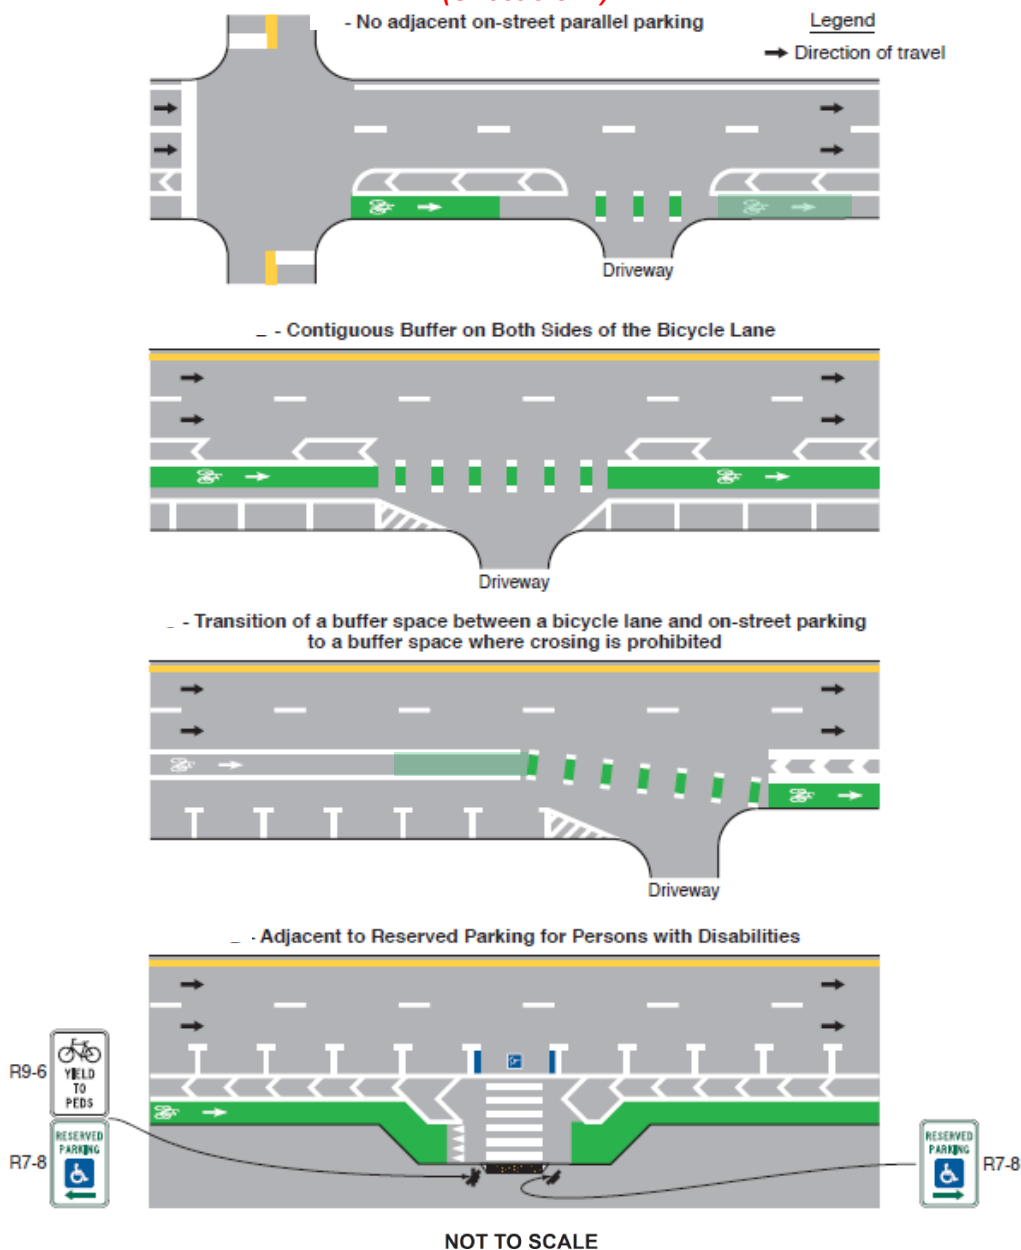 - No adjacent on-street parallel parking
Legend
Direction of travel
Driveway
- Contiguous Buffer on Both Sides of the Bicycle Lane
Driveway
- Transition of a buffer space between a bicycle lane and on-street parking
to a buffer space where crosing is prohibited
Driveway
- Adjacent to Reserved Parking for Persons with Disabilities
R9-6
YIELD
TO
PEDS
RESERVED
PARKING
R7-8
RESERVED
PARKING
R7-8
NOT TO SCALE